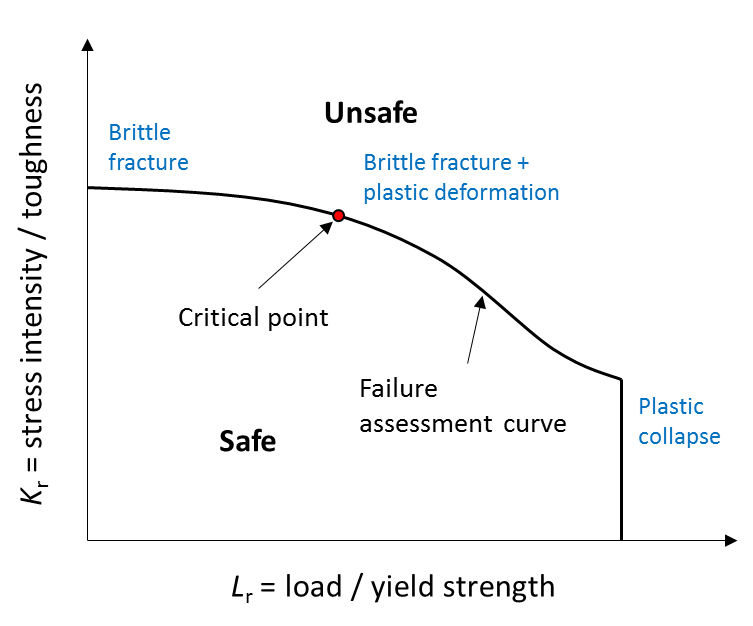 Unsafe
Brittle
fracture
Brittle fracture +
plastic deformation
Critical point
Failure
assessment curve
Safe
Plastic
collapse
Kr = stress intensity / toughness
Lr = load / yield strength